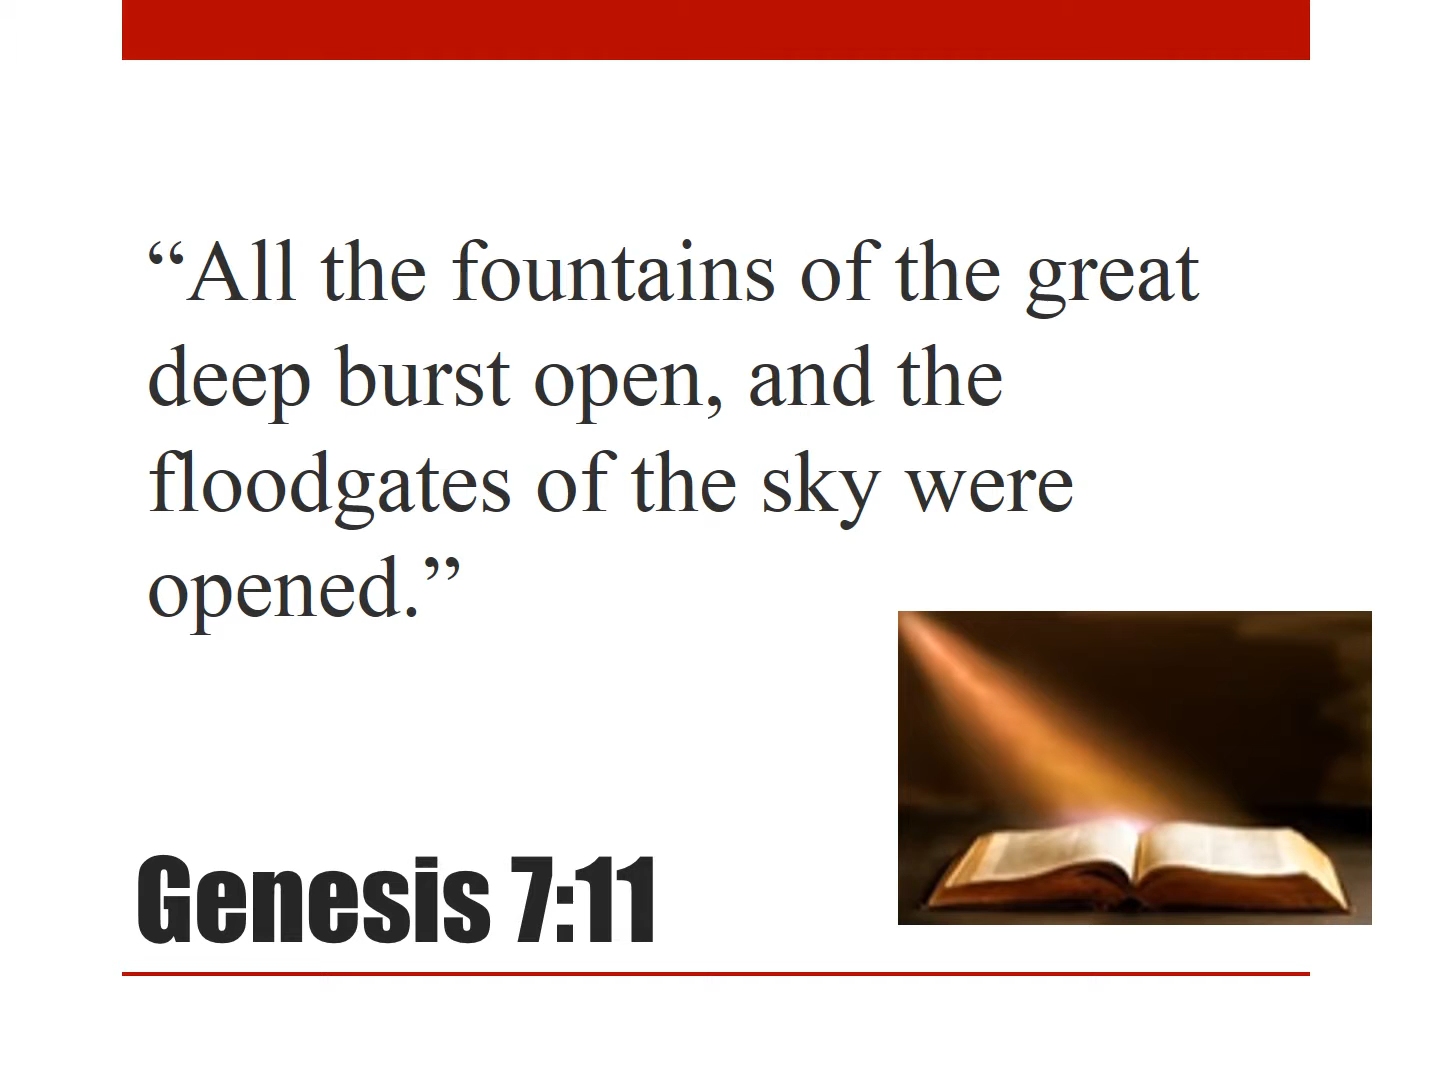 “All the fountains of the great
deep burst open, and the
floodgates of the sky were
opened.”
Genesis 7:11